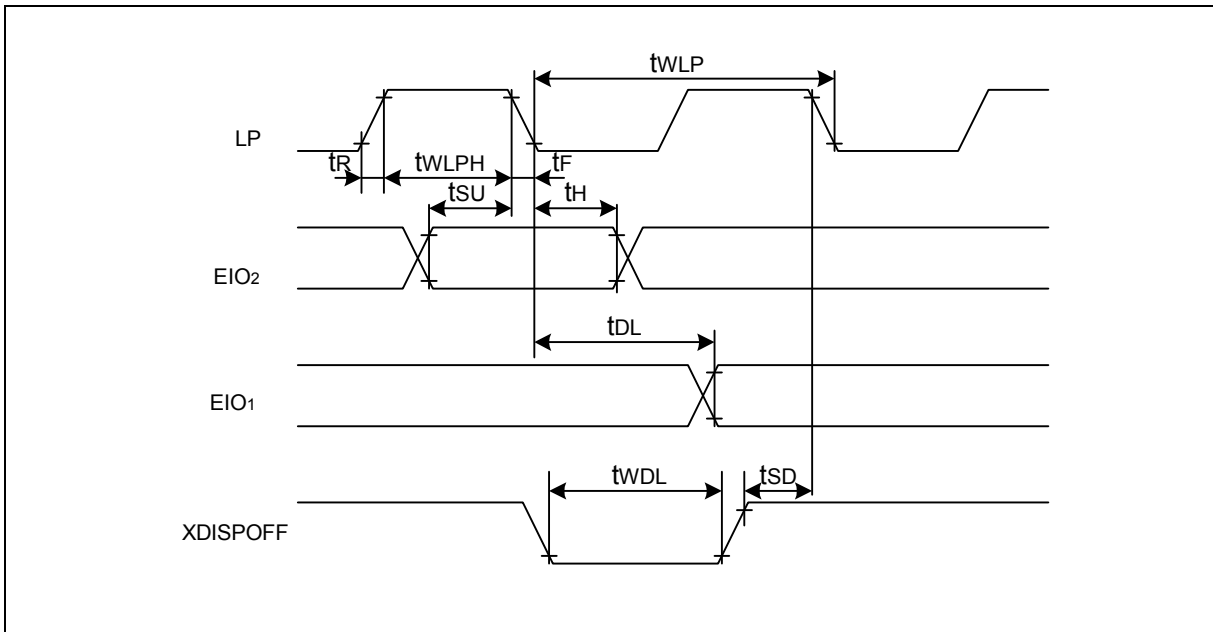 tWLP
LP
tR
tWLPH
tF
tSU
tH
EIO2
tDL
EIO1
tWDL
tSD
XDISPOFF